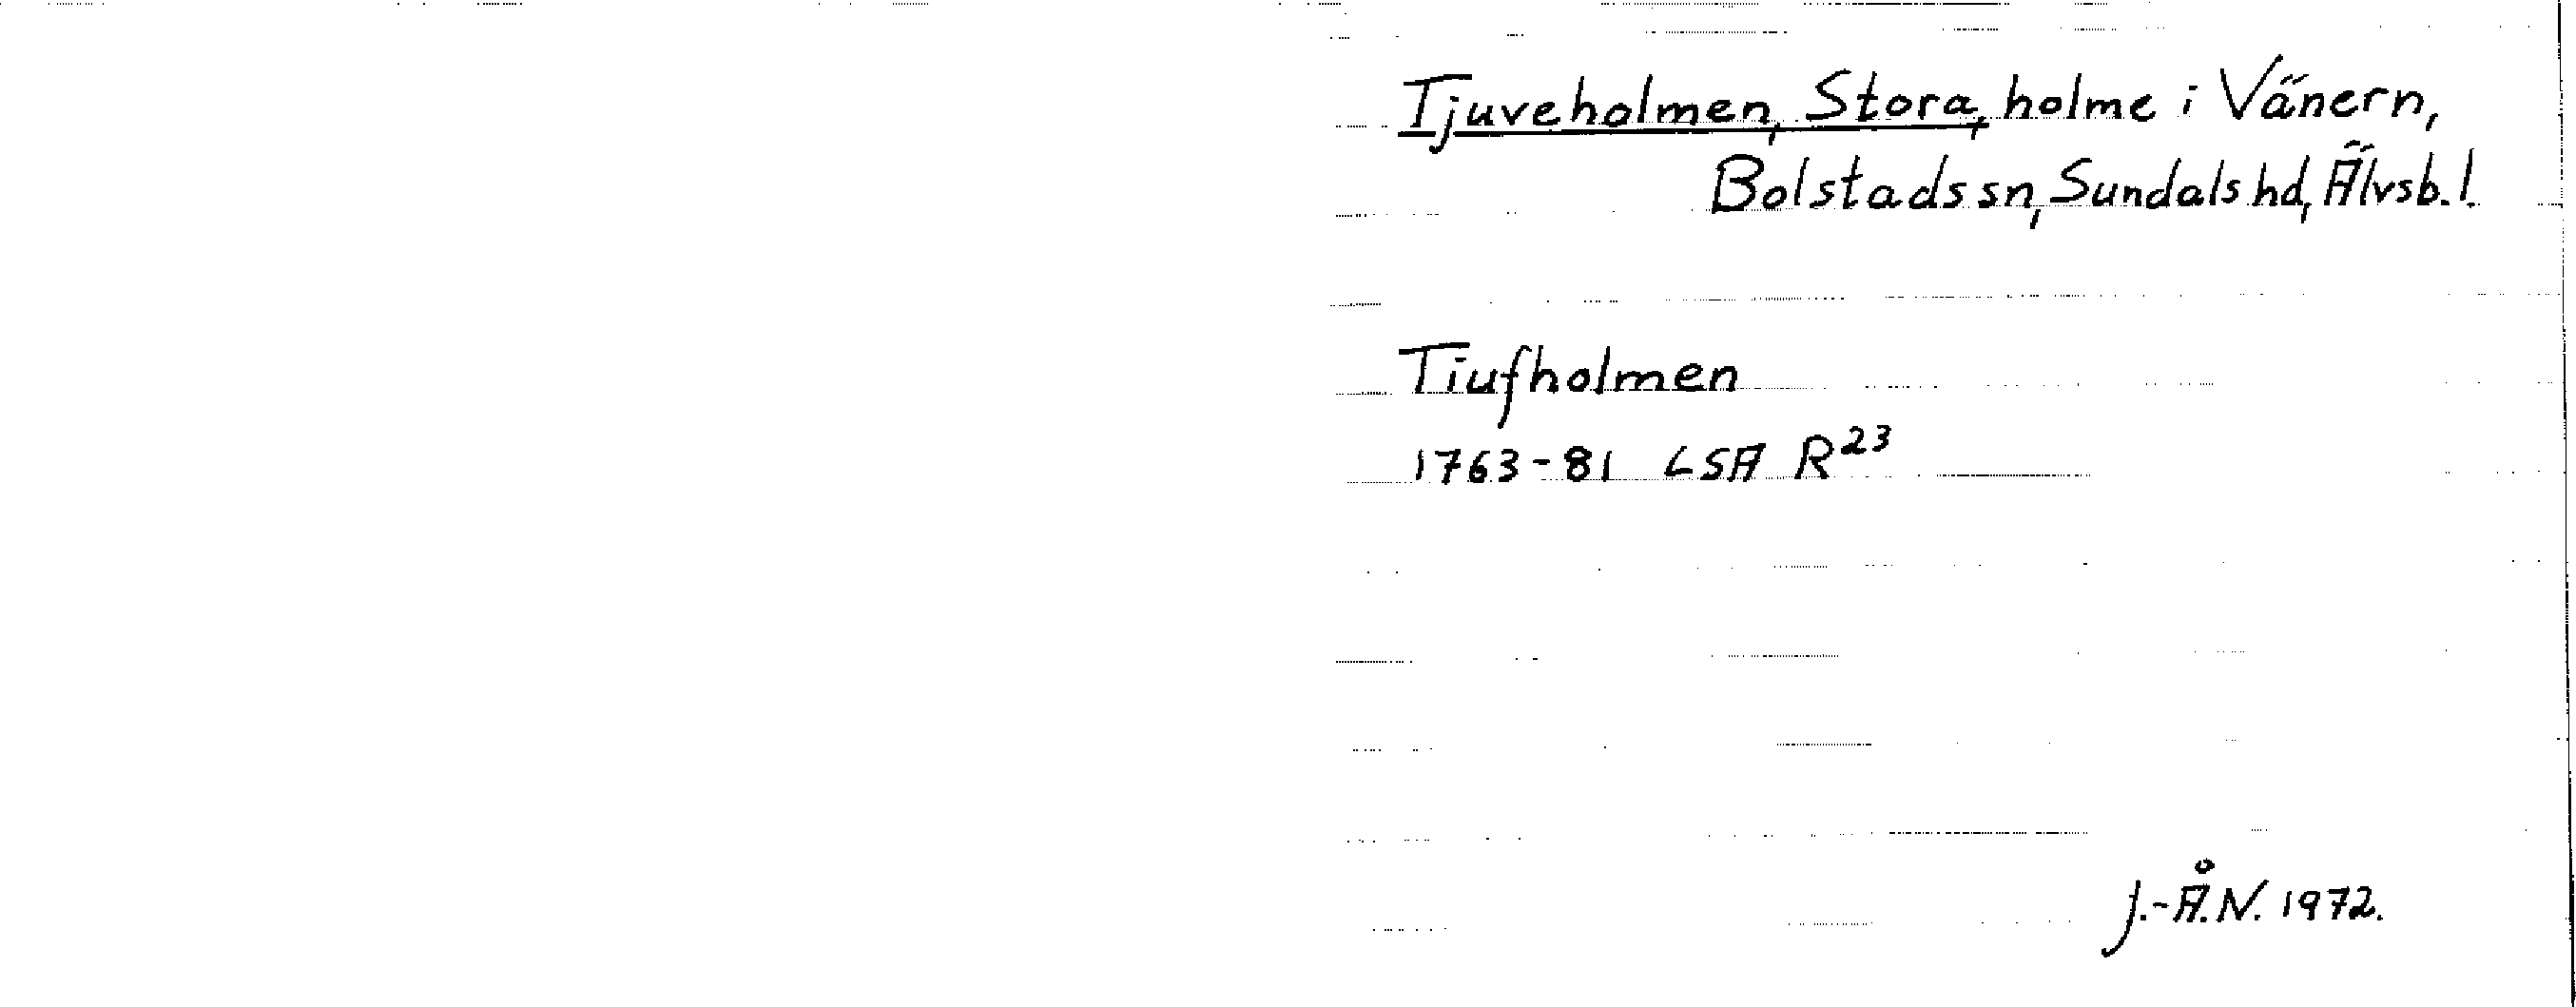 Tjuveholmen, Stora, holme i Vänern,
Bolstads sn, Sundals hd, Älvsb. l.
Tiufholmen
1763-81 LSA R²³
J.-Å.N. 1972.